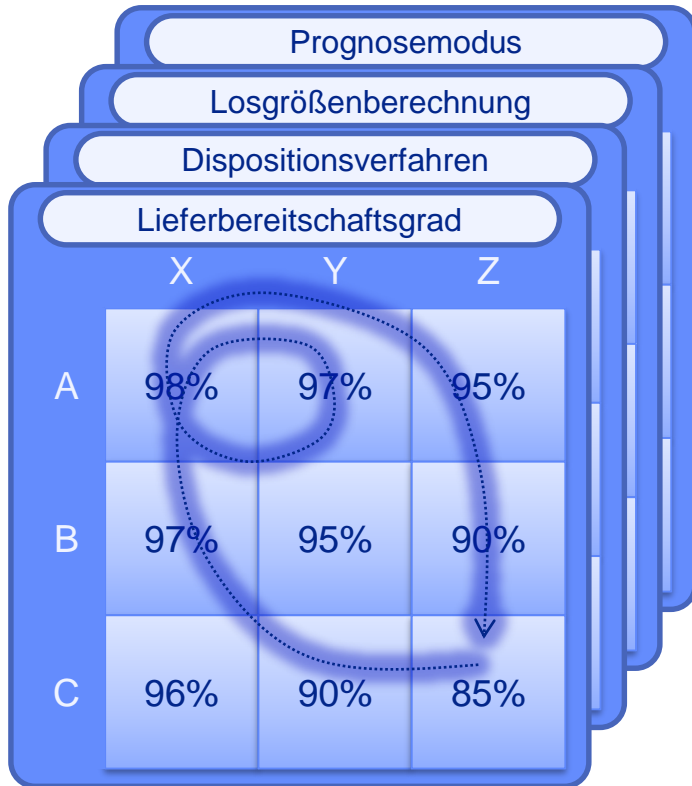 Prognosemodus
Losgrößenberechnung
Dispositionsverfahren
Lieferbereitschaftsgrad
X Y Z
A 98% 97% 95%
B 97% 95% 90%
C 96% 90% 85%